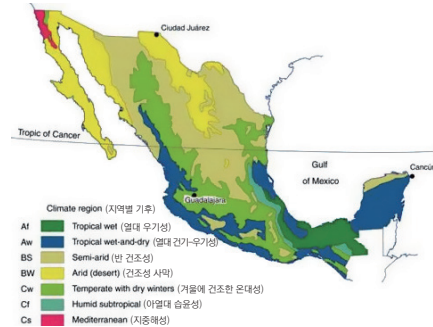 Ciudad Juárez
Tropic of Cancer
Gulf
of Mexico
Cancún
Guadalajara
Climate region (지역별 기후)
Af Tropical wet (열대 우기성)
Aw Tropical wet-and-dry (열대 건기~우기성)
BS Semi-arid (반 건조성)
BW Arid (desert) (건조성 사막)
Cw Temperate with dry winters (겨울에 건조한 온대성)
Cf Humid subtropical (아열대 습윤성)
Cs Mediterranean (지중해성)